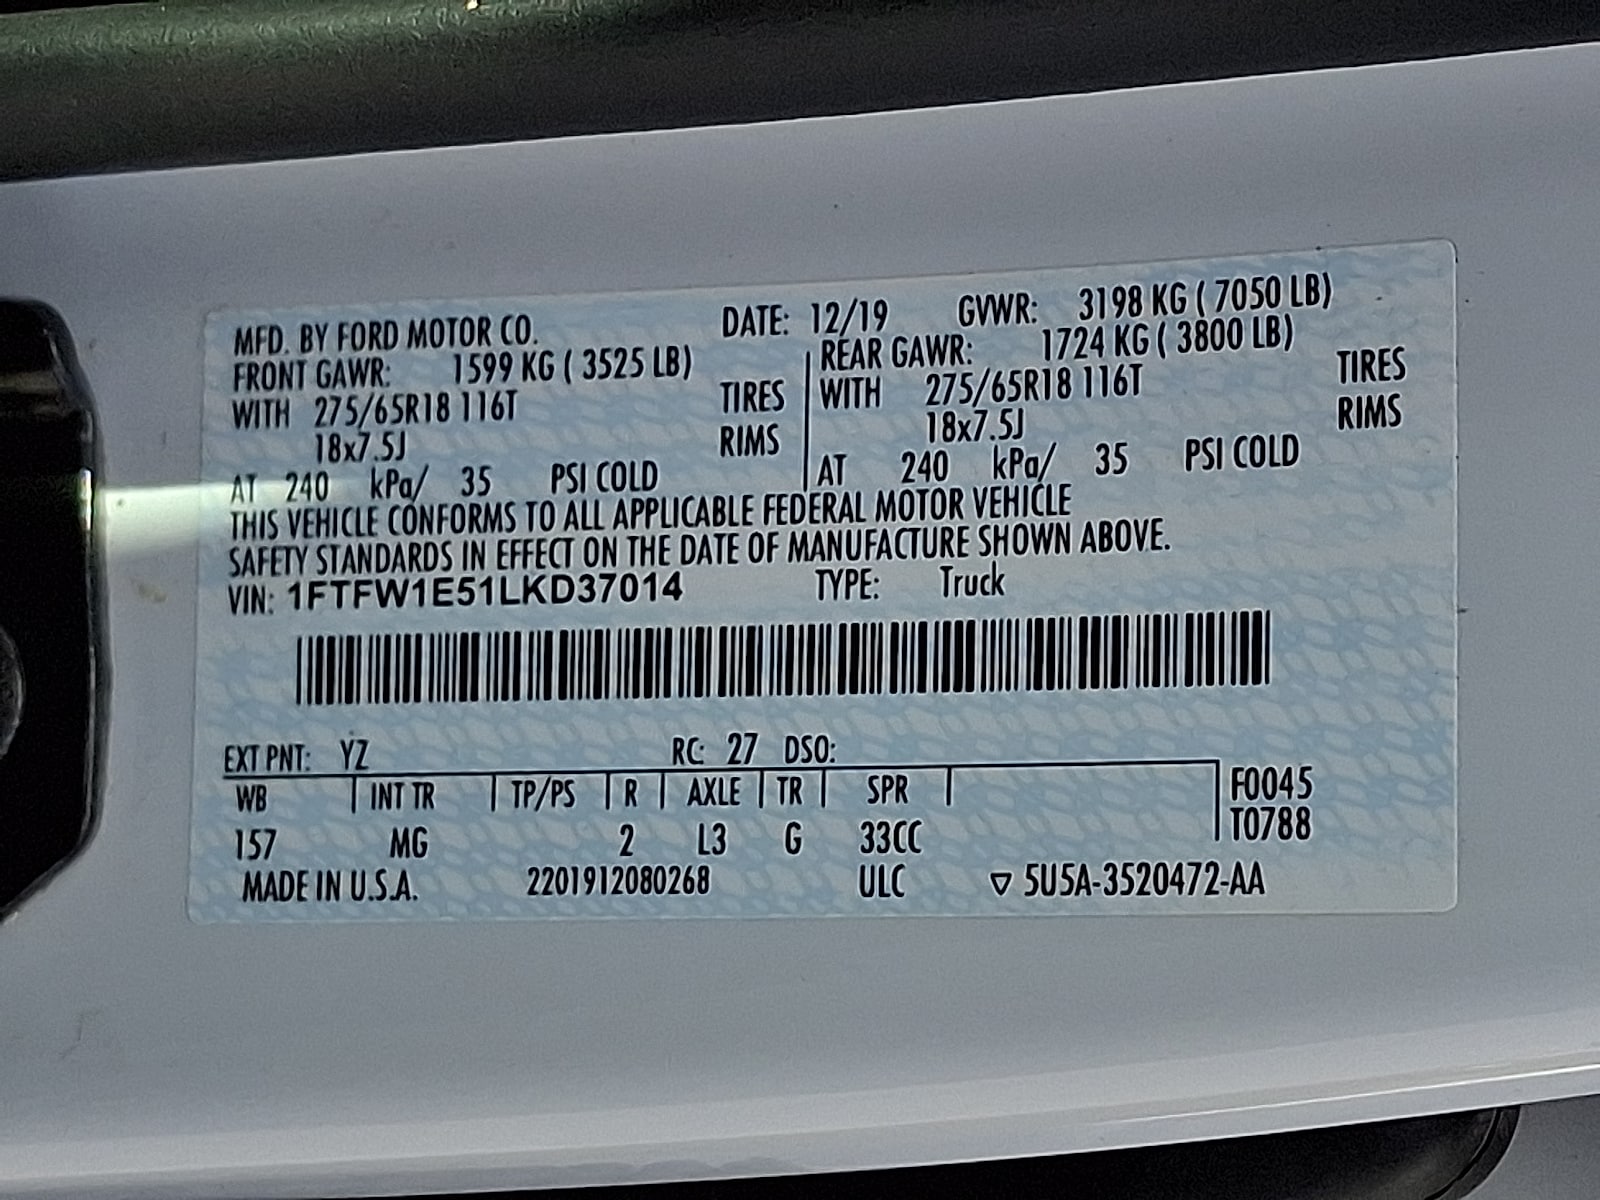 MFD. BY FORD MOTOR CO. DATE: 12/19 GVWR: 3198 KG ( 7050 LB)
FRONT GAWR: 1599 KG ( 3525 LB) REAR GAWR: 1724 KG ( 3800 LB)
WITH 275/65R18 116T TIRES WITH 275/65R18 116T TIRES
18x7.5J RIMS 18x7.5J RIMS
AT 240 kPa/ 35 PSI COLD AT 240 kPa/ 35 PSI COLD
THIS VEHICLE CONFORMS TO ALL APPLICABLE FEDERAL MOTOR VEHICLE
SAFETY STANDARDS IN EFFECT ON THE DATE OF MANUFACTURE SHOWN ABOVE.
VIN: 1FTFW1E51LKD37014 TYPE: Truck
EXT PNT: YZ RC: 27 DSO:
WB INT TR TP/PS R AXLE TR SPR F0045
157 MG 2 L3 G 33CC T0788
MADE IN U.S.A. 2201912080268 ULC ▽ 5U5A-3520472-AA